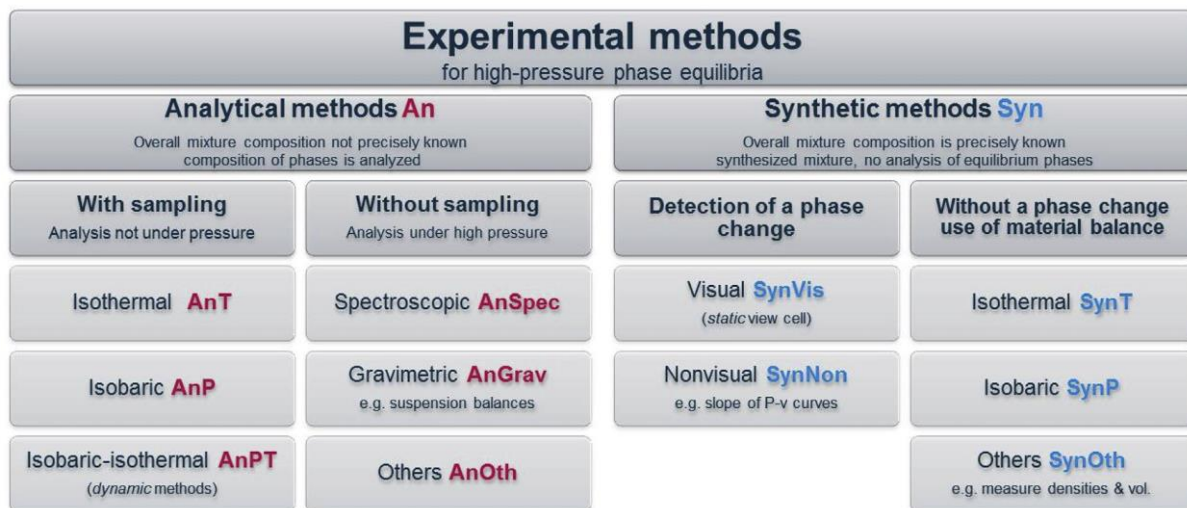 Experimental methods
for high-pressure phase equilibria
Analytical methods An
Overall mixture composition not precisely known
composition of phases is analyzed
Synthetic methods Syn
Overall mixture composition is precisely known
synthesized mixture, no analysis of equilibrium phases
With sampling
Analysis not under pressure
Without sampling
Analysis under high pressure
Detection of a phase
change
Without a phase change
use of material balance
Isothermal AnT
Spectroscopic AnSpec
Visual SynVis
(static view cell)
Isothermal SynT
Isobaric AnP
Gravimetric AnGrav
e.g. suspension balances
Nonvisual SynNon
e.g. slope of P-v curves
Isobaric SynP
Isobaric-isothermal AnPT
(dynamic methods)
Others AnOth
Others SynOth
e.g. measure densities & vol.